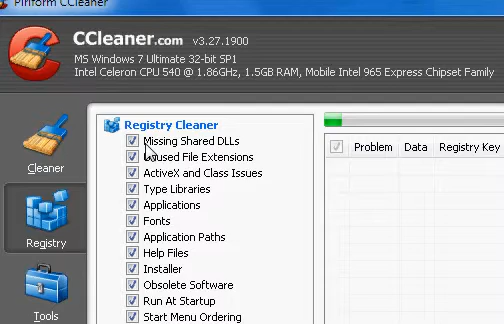 Piriform CCleaner
CCleaner.com v3.27.1900
MS Windows 7 Ultimate 32-bit SP1
Intel Celeron CPU 540 @ 1.86GHz, 1.5GB RAM, Mobile Intel 965 Express Chipset Family
Cleaner
Registry
Tools
Registry Cleaner
Missing Shared DLLs
Unused File Extensions
ActiveX and Class Issues
Type Libraries
Applications
Fonts
Application Paths
Help Files
Installer
Obsolete Software
Run At Startup
Start Menu Ordering
Problem Data Registry Key